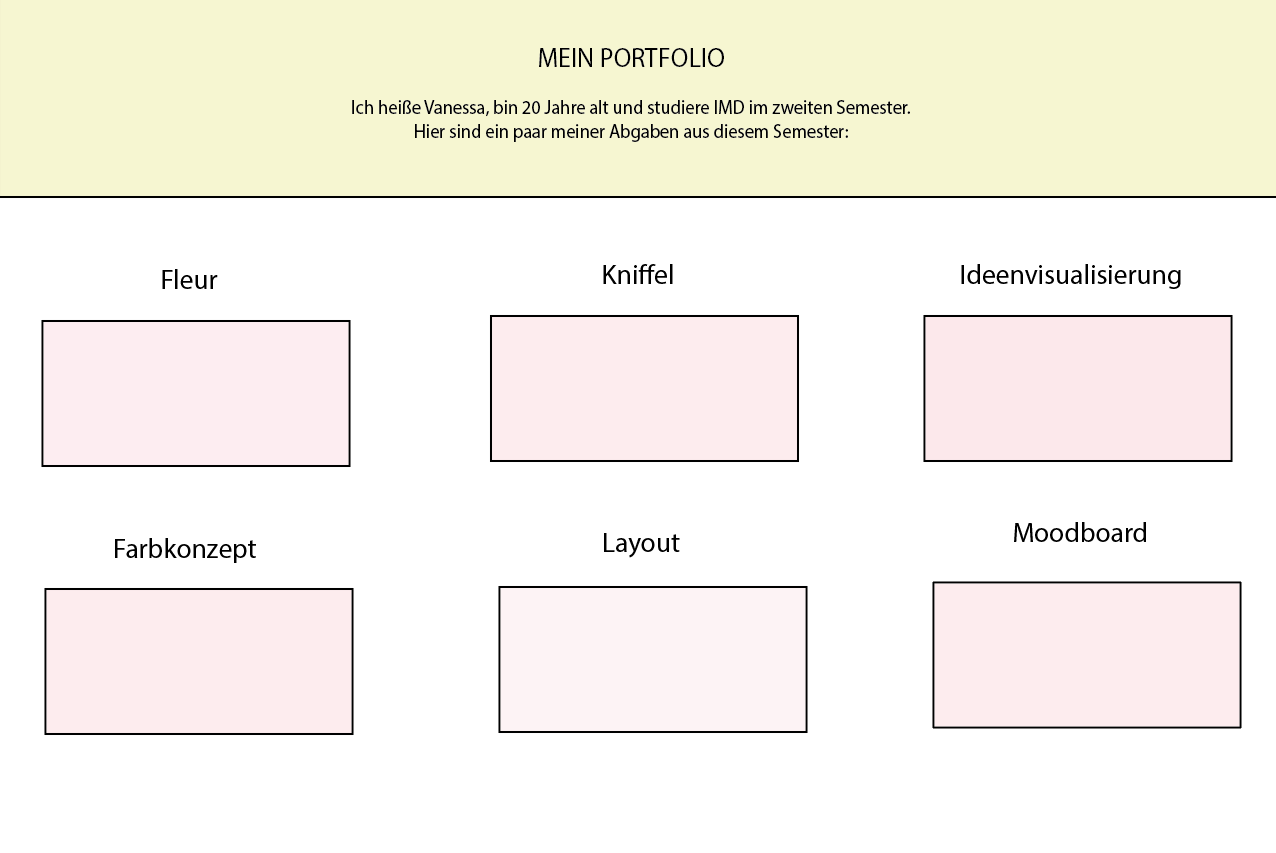 MEIN PORTFOLIO
Ich heiße Vanessa, bin 20 Jahre alt und studiere IMD im zweiten Semester.
Hier sind ein paar meiner Abgaben aus diesem Semester:
Fleur
Kniffel
Ideenvisualisierung
Farbkonzept
Layout
Moodboard